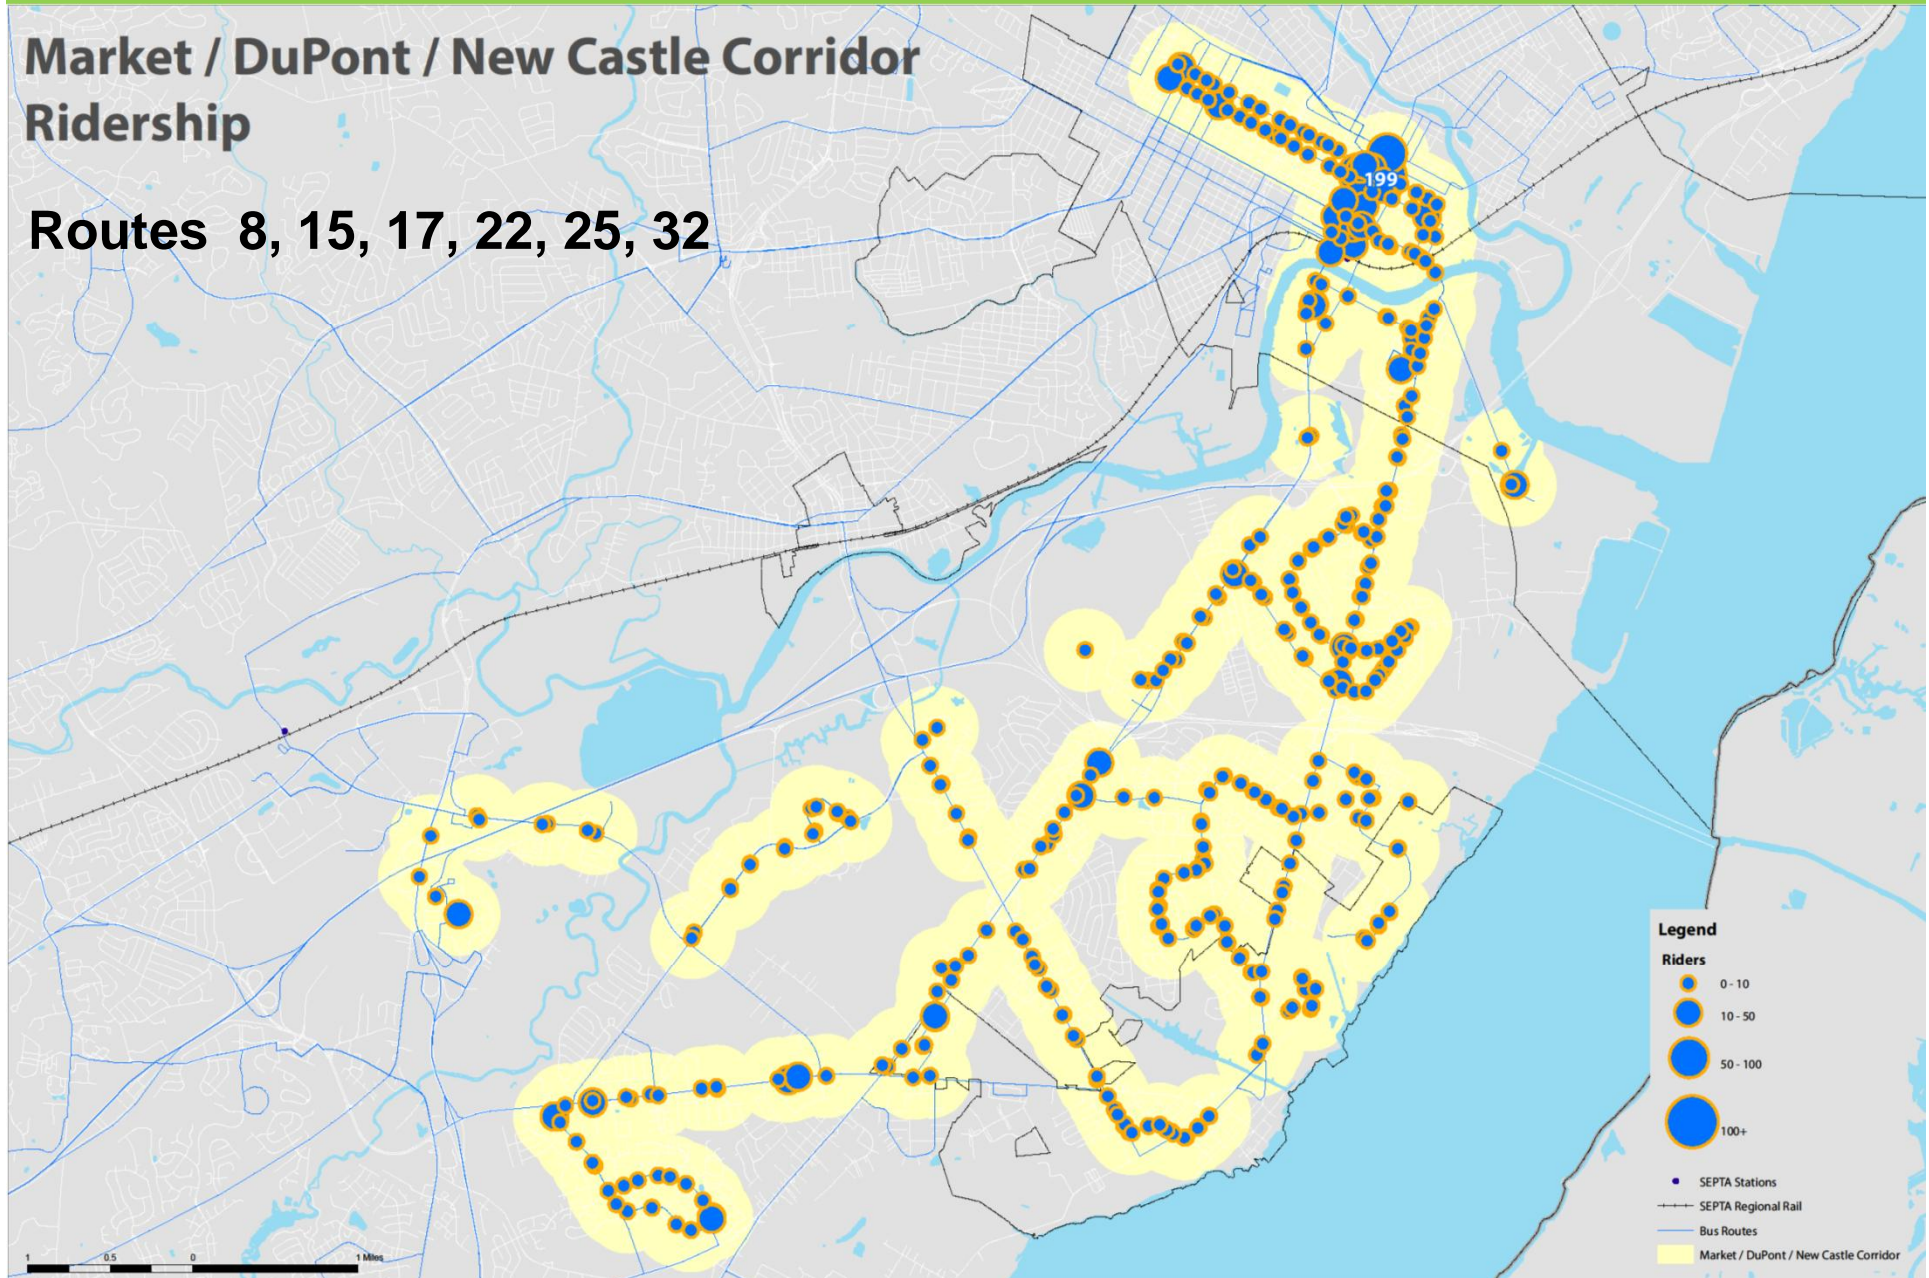 Market / DuPont / New Castle Corridor
Ridership
Routes 8, 15, 17, 22, 25, 32
199
Legend
Riders
0 - 10
10 - 50
50 - 100
100+
SEPTA Stations
SEPTA Regional Rail
Bus Routes
Market / DuPont / New Castle Corridor
1 0.5 0 1 Miles